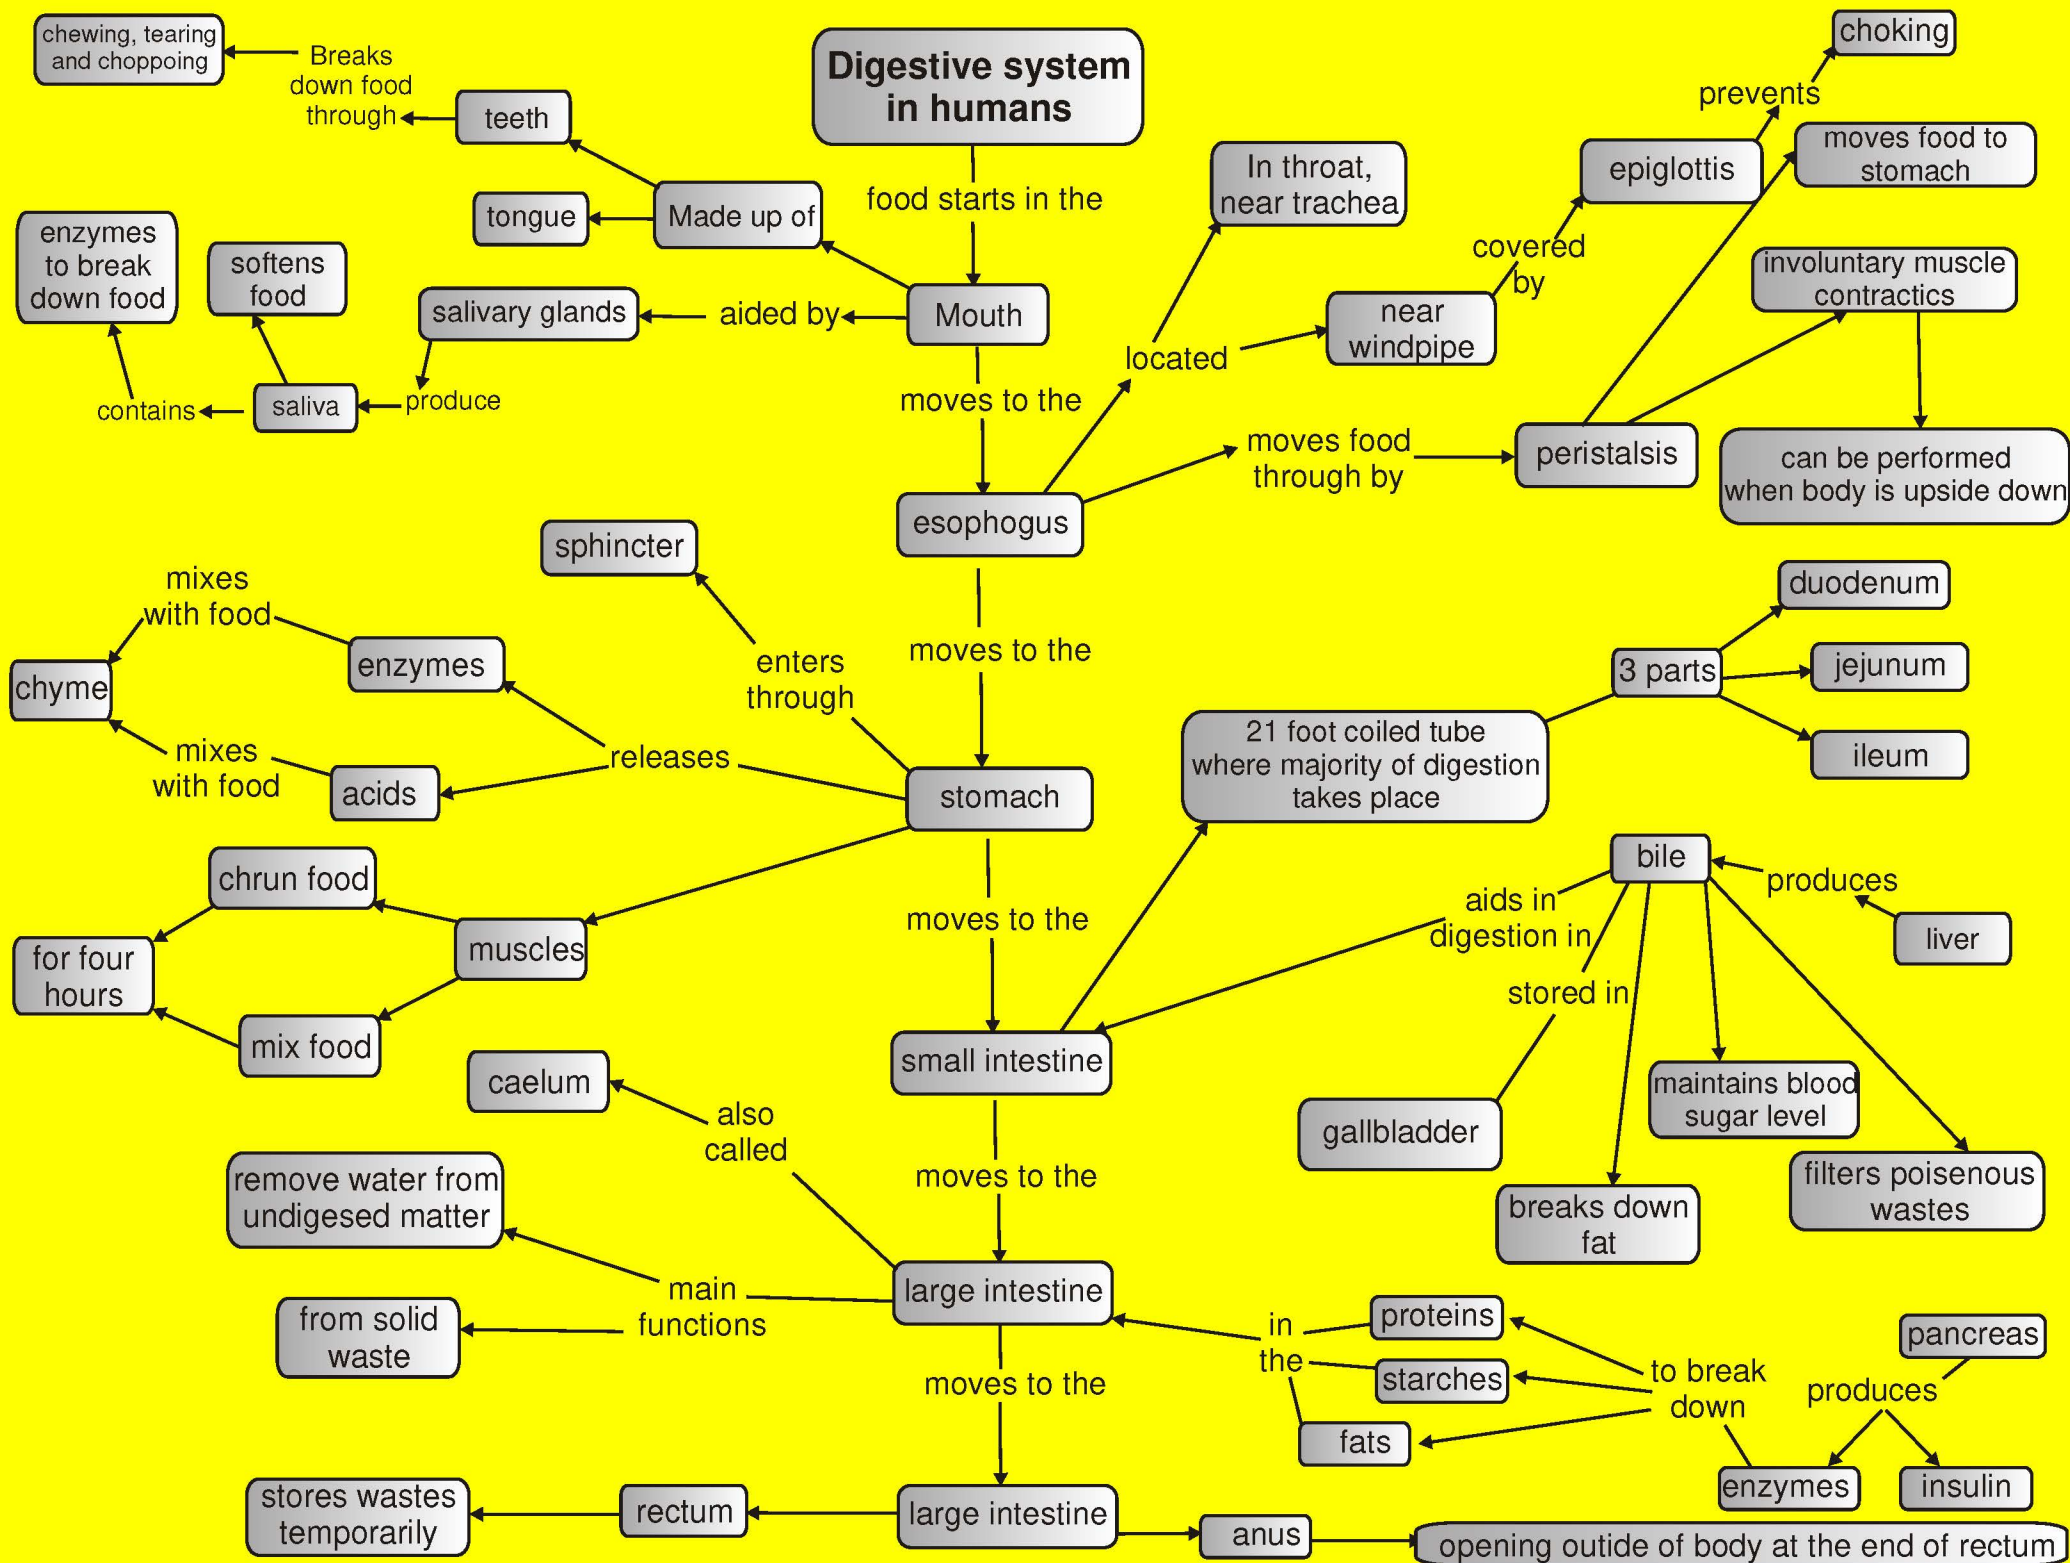 Digestive system
in humans
food starts in the
Mouth
Made up of
teeth
Breaks
down food
through
chewing, tearing
and choppoing
tongue
aided by
salivary glands
produce
saliva
softens
food
contains
enzymes
to break
down food
moves to the
esophogus
located
In throat,
near trachea
near
windpipe
covered
by
epiglottis
prevents
choking
moves food
through by
peristalsis
moves food to
stomach
involuntary muscle
contractics
can be performed
when body is upside down
moves to the
stomach
enters
through
sphincter
releases
enzymes
mixes
with food
chyme
acids
mixes
with food
muscles
chrun food
mix food
for four
hours
moves to the
small intestine
21 foot coiled tube
where majority of digestion
takes place
3 parts
duodenum
jejunum
ileum
bile
produces
liver
aids in
digestion in
stored in
gallbladder
breaks down
fat
maintains blood
sugar level
filters poisenous
wastes
moves to the
large intestine
also
called
caelum
main
functions
remove water from
undigesed matter
from solid
waste
in
the
proteins
starches
fats
to break
down
pancreas
produces
enzymes
insulin
moves to the
large intestine
rectum
stores wastes
temporarily
anus
opening outide of body at the end of rectum